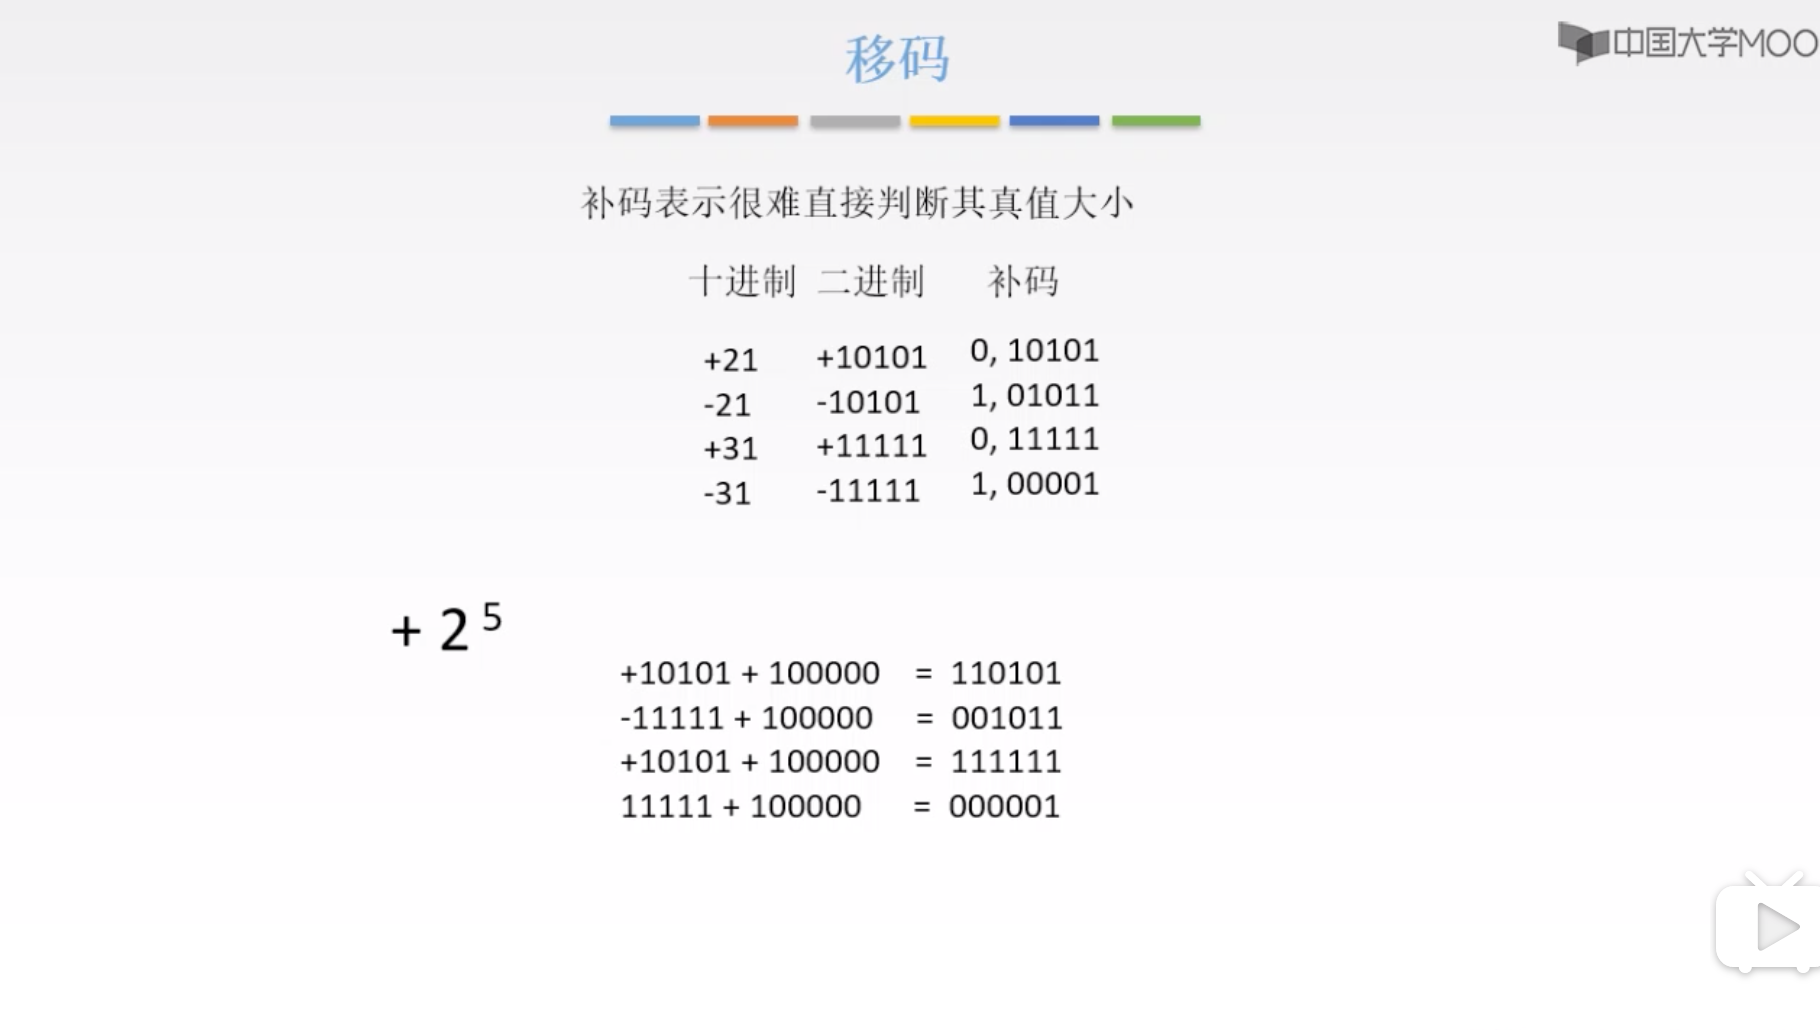 移码
中国大学MOO
补码表示很难直接判断其真值大小
十进制 二进制 补码
+21 +10101 0, 10101
-21 -10101 1, 01011
+31 +11111 0, 11111
-31 -11111 1, 00001
+ 2 5
+10101 + 100000 = 110101
-11111 + 100000 = 001011
+10101 + 100000 = 111111
11111 + 100000 = 000001